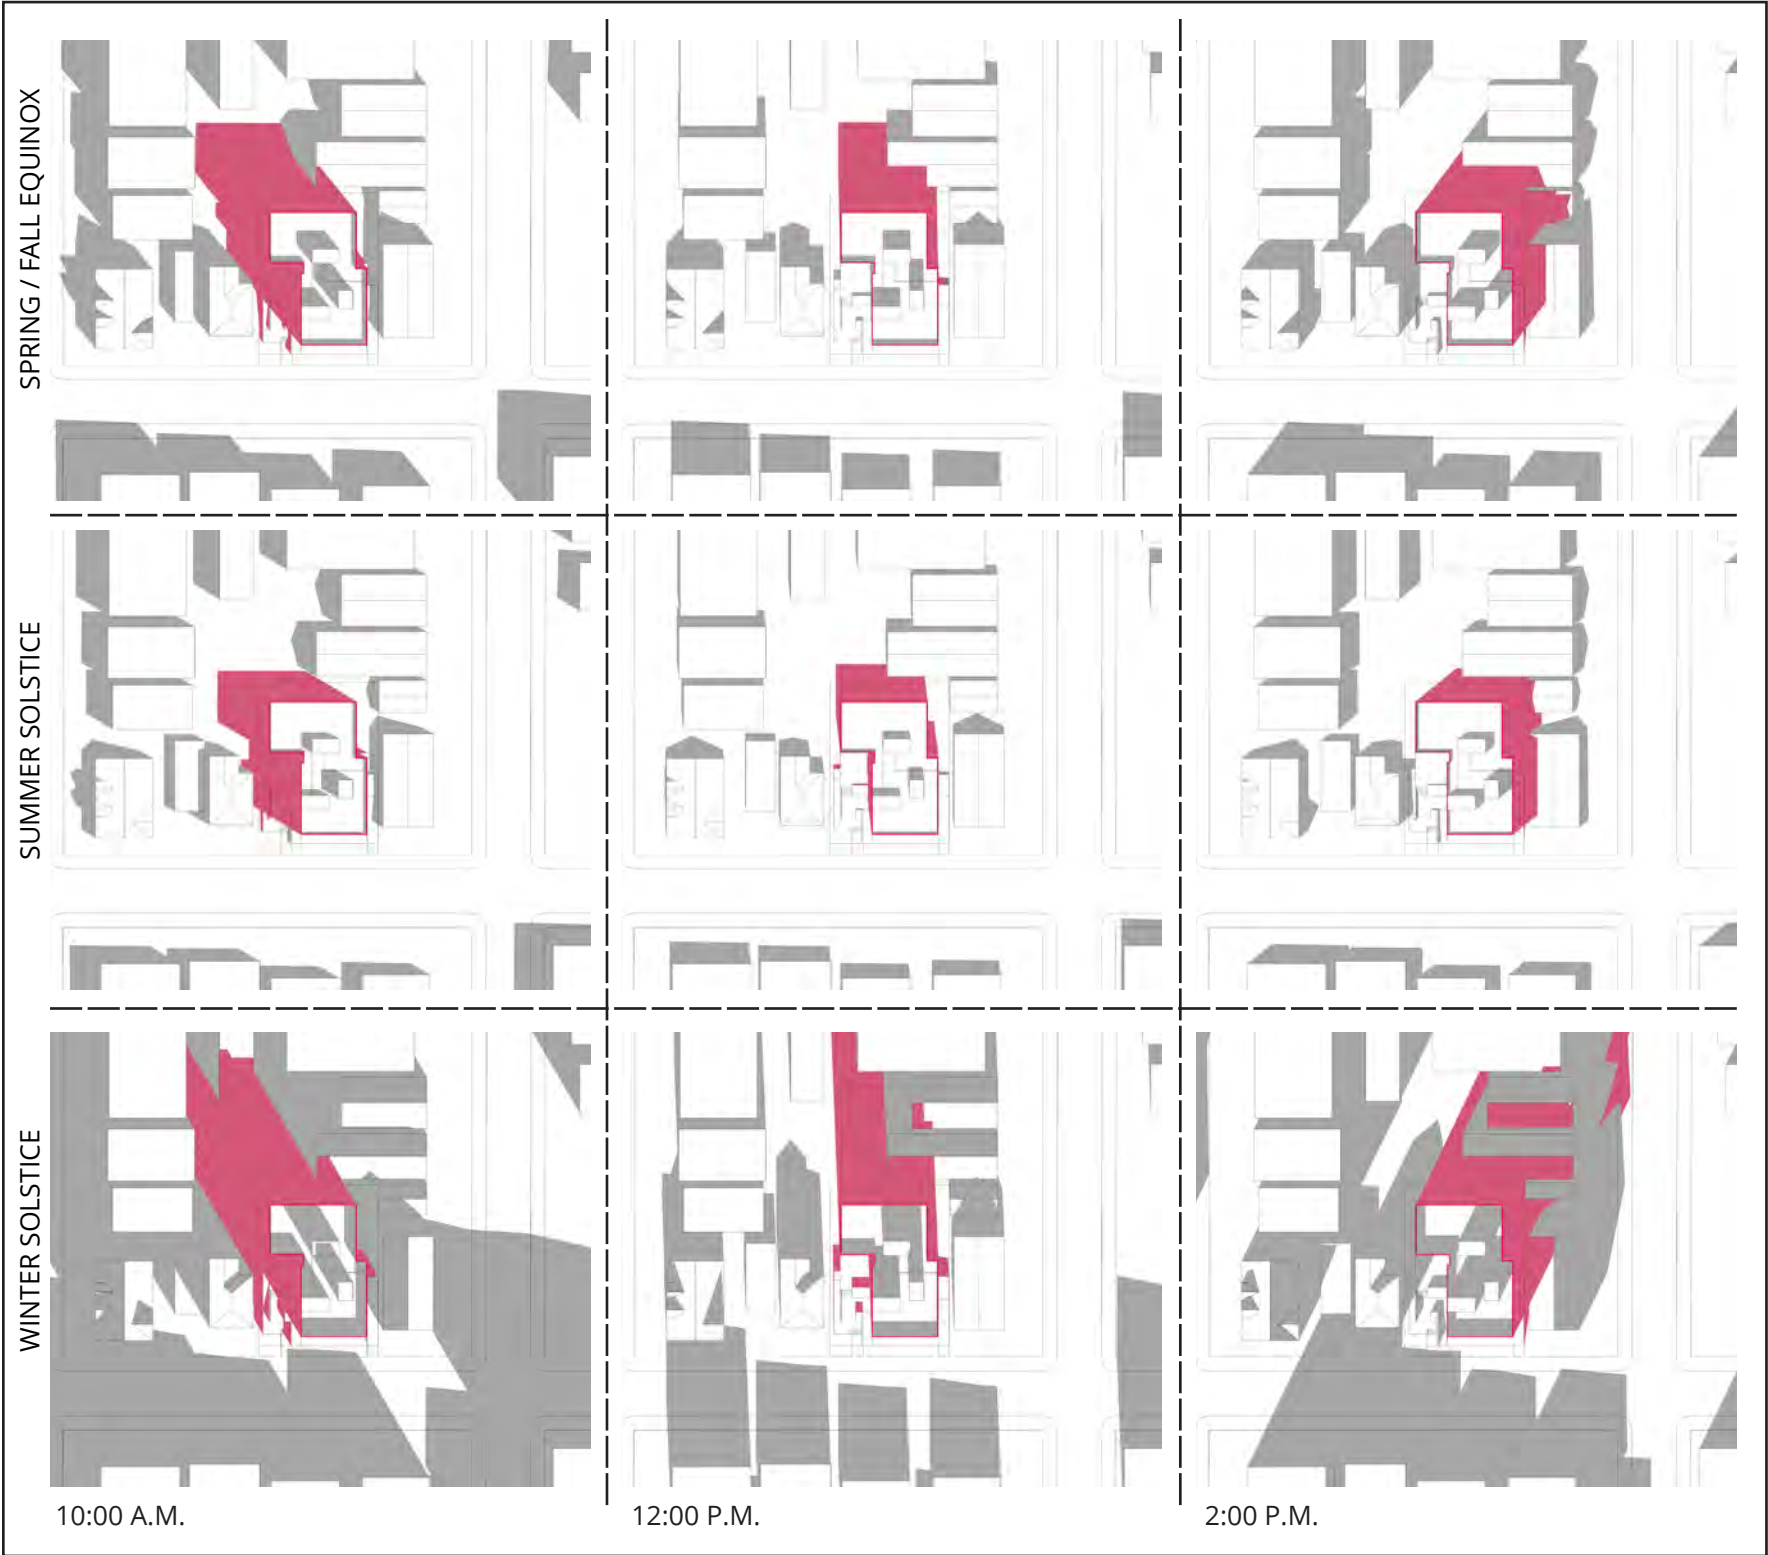 SPRING / FALL EQUINOX
SUMMER SOLSTICE
WINTER SOLSTICE
10:00 A.M.
12:00 P.M.
2:00 P.M.